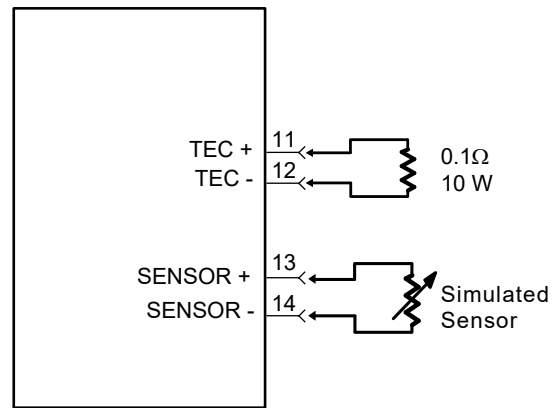 TEC + 11
TEC - 12
0.1Ω
10 W
SENSOR + 13
SENSOR - 14
Simulated
Sensor